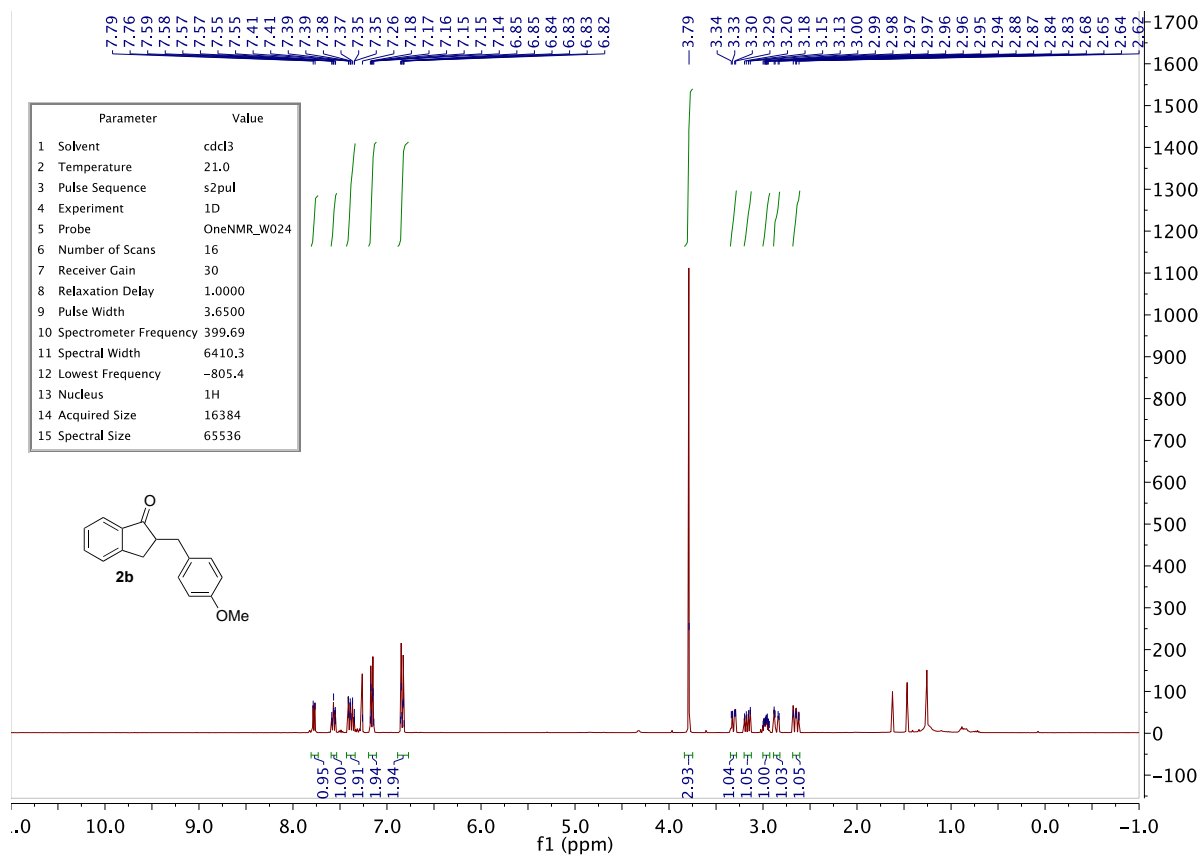 7.79 7.76 7.59 7.58 7.57 7.57 7.55 7.55 7.41 7.41 7.39 7.39 7.38 7.37 7.35 7.35 7.26 7.18 7.17 7.16 7.15 7.15 7.14 6.85 6.85 6.84 6.83 6.83 6.82 3.79 3.34 3.33 3.30 3.29 3.20 3.18 3.15 3.13 3.00 2.99 2.98 2.97 2.97 2.96 2.96 2.95 2.94 2.88 2.87 2.84 2.83 2.68 2.65 2.64 2.62
Parameter Value
1 Solvent cdcl3
2 Temperature 21.0
3 Pulse Sequence s2pul
4 Experiment 1D
5 Probe OneNMR_W024
6 Number of Scans 16
7 Receiver Gain 30
8 Relaxation Delay 1.0000
9 Pulse Width 3.6500
10 Spectrometer Frequency 399.69
11 Spectral Width 6410.3
12 Lowest Frequency -805.4
13 Nucleus 1H
14 Acquired Size 16384
15 Spectral Size 65536
O
2b
OMe
1700
1600
1500
1400
1300
1200
1100
1000
900
800
700
600
500
400
300
200
100
0
-100
0.95 1.00 1.91 1.94 1.94 2.93 1.04 1.05 1.00 1.03 1.05
.0 10.0 9.0 8.0 7.0 6.0 5.0 4.0 3.0 2.0 1.0 0.0 -1.0
f1 (ppm)